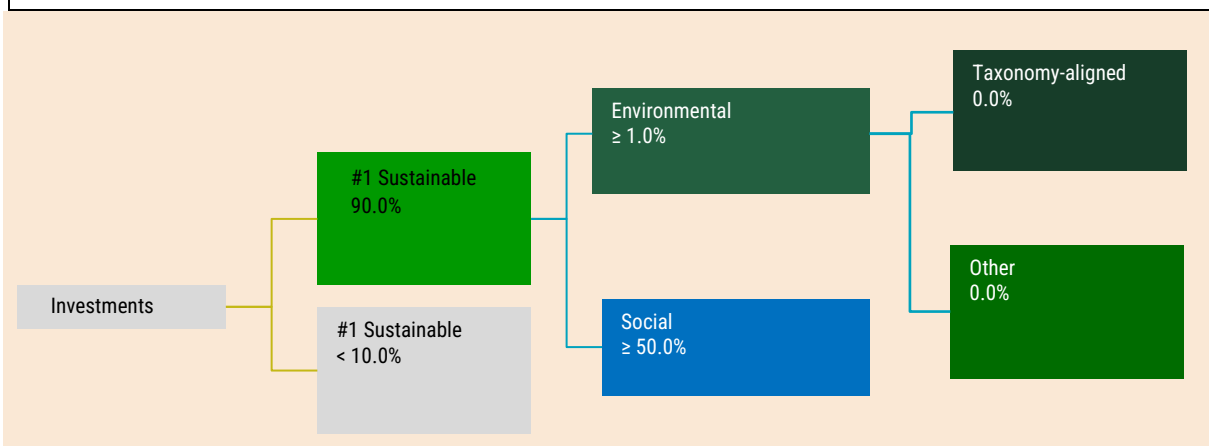 Investments
#1 Sustainable
90.0%
#1 Sustainable
< 10.0%
Environmental
≥ 1.0%
Social
≥ 50.0%
Taxonomy-aligned
0.0%
Other
0.0%